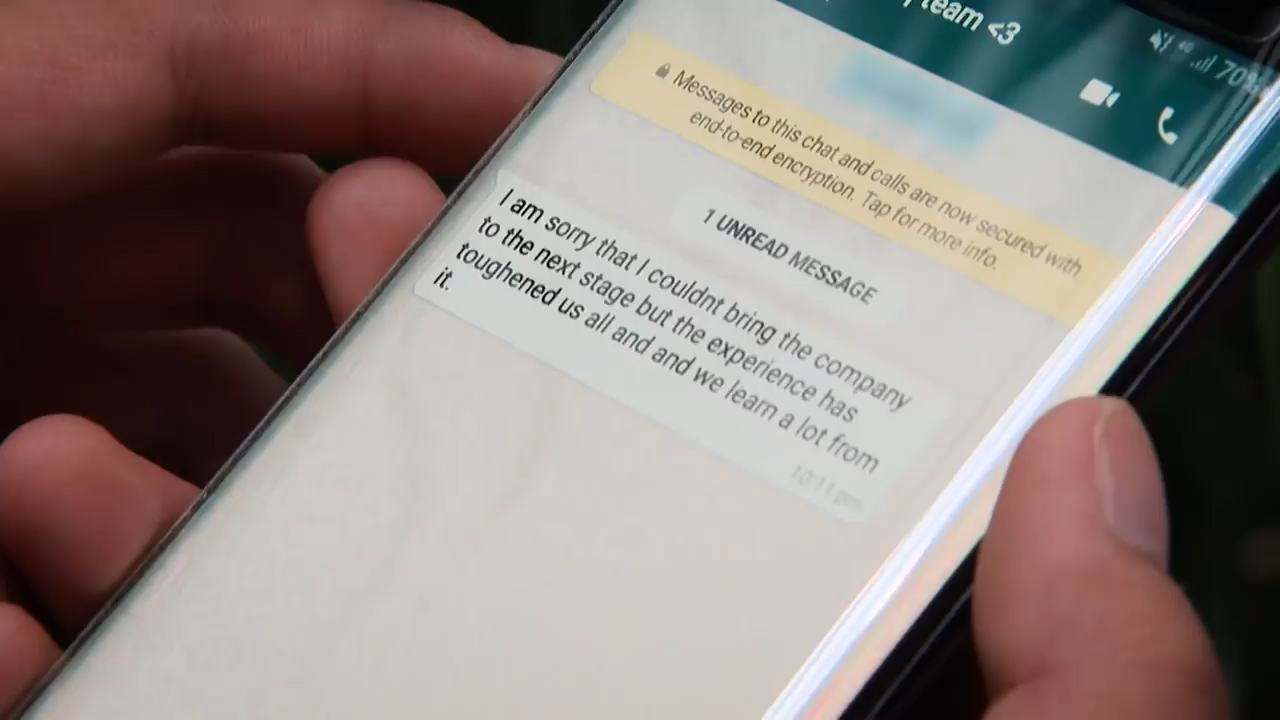 team <3
70%
Messages to this chat and calls are now secured with
end-to-end encryption. Tap for more info.
1 UNREAD MESSAGE
I am sorry that I couldnt bring the company
to the next stage but the experience has
toughened us all and and we learn a lot from
it.
10:11 pm